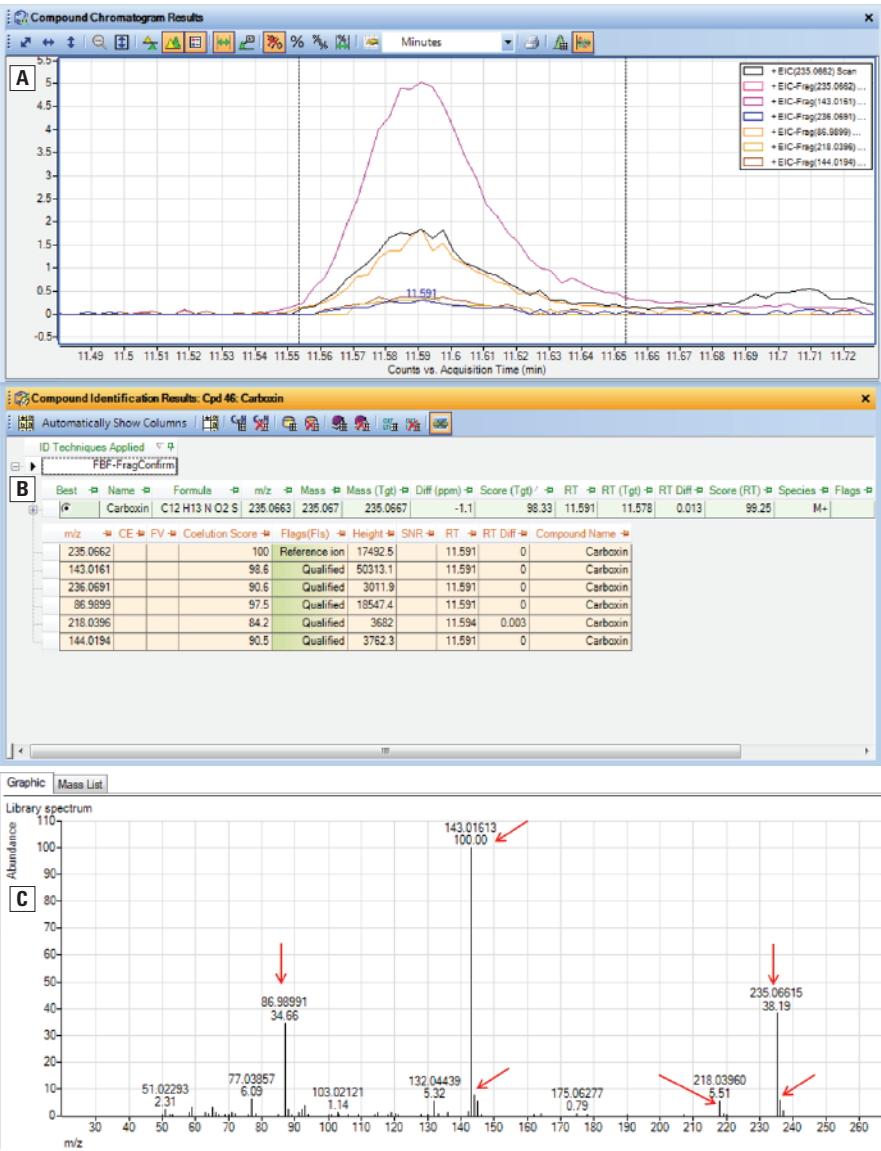 Compound Chromatogram Results
Minutes
A
+ EIC(235.0662) Scan
+ EIC-Frag(235.0662) ...
+ EIC-Frag(143.0161) ...
+ EIC-Frag(236.0691) ...
+ EIC-Frag(86.9899) ...
+ EIC-Frag(218.0396) ...
+ EIC-Frag(144.0194) ...
5.5
5
4.5
4
3.5
3
2.5
2
1.5
1
0.5
0
-0.5
11.591
11.49 11.5 11.51 11.52 11.53 11.54 11.55 11.56 11.57 11.58 11.59 11.6 11.61 11.62 11.63 11.64 11.65 11.66 11.67 11.68 11.69 11.7 11.71 11.72
Counts vs. Acquisition Time (min)
Compound Identification Results: Cpd 46: Carboxin
Automatically Show Columns
ID Techniques Applied
FBF-FragConfirm
B
Best Name Formula m/z Mass Mass (Tgt) Diff (ppm) Score (Tgt) RT RT (Tgt) RT Diff Score (RT) Species Flags
Carboxin C12 H13 N O2 S 235.0663 235.067 235.0667 -1.1 98.33 11.591 11.578 0.013 99.25 M+
m/z CE FV Coelution Score Flags(FIs) Height SNR RT RT Diff Compound Name
235.0662 100 Reference ion 17492.5 11.591 0 Carboxin
143.0161 98.6 Qualified 50313.1 11.591 0 Carboxin
236.0691 90.6 Qualified 3011.9 11.591 0 Carboxin
86.9899 97.5 Qualified 18547.4 11.591 0 Carboxin
218.0396 84.2 Qualified 3682 11.594 0.003 Carboxin
144.0194 90.5 Qualified 3762.3 11.591 0 Carboxin
Graphic Mass List
Library spectrum
Abundance
C
110
100
90
80
70
60
50
40
30
20
10
0
143.01613
100.00
86.98991
34.66
235.06615
38.19
51.02293
2.31
77.03857
6.09
103.02121
1.14
132.04439
5.32
175.06277
0.79
218.03960
5.51
30 40 50 60 70 80 90 100 110 120 130 140 150 160 170 180 190 200 210 220 230 240 250 260
m/z